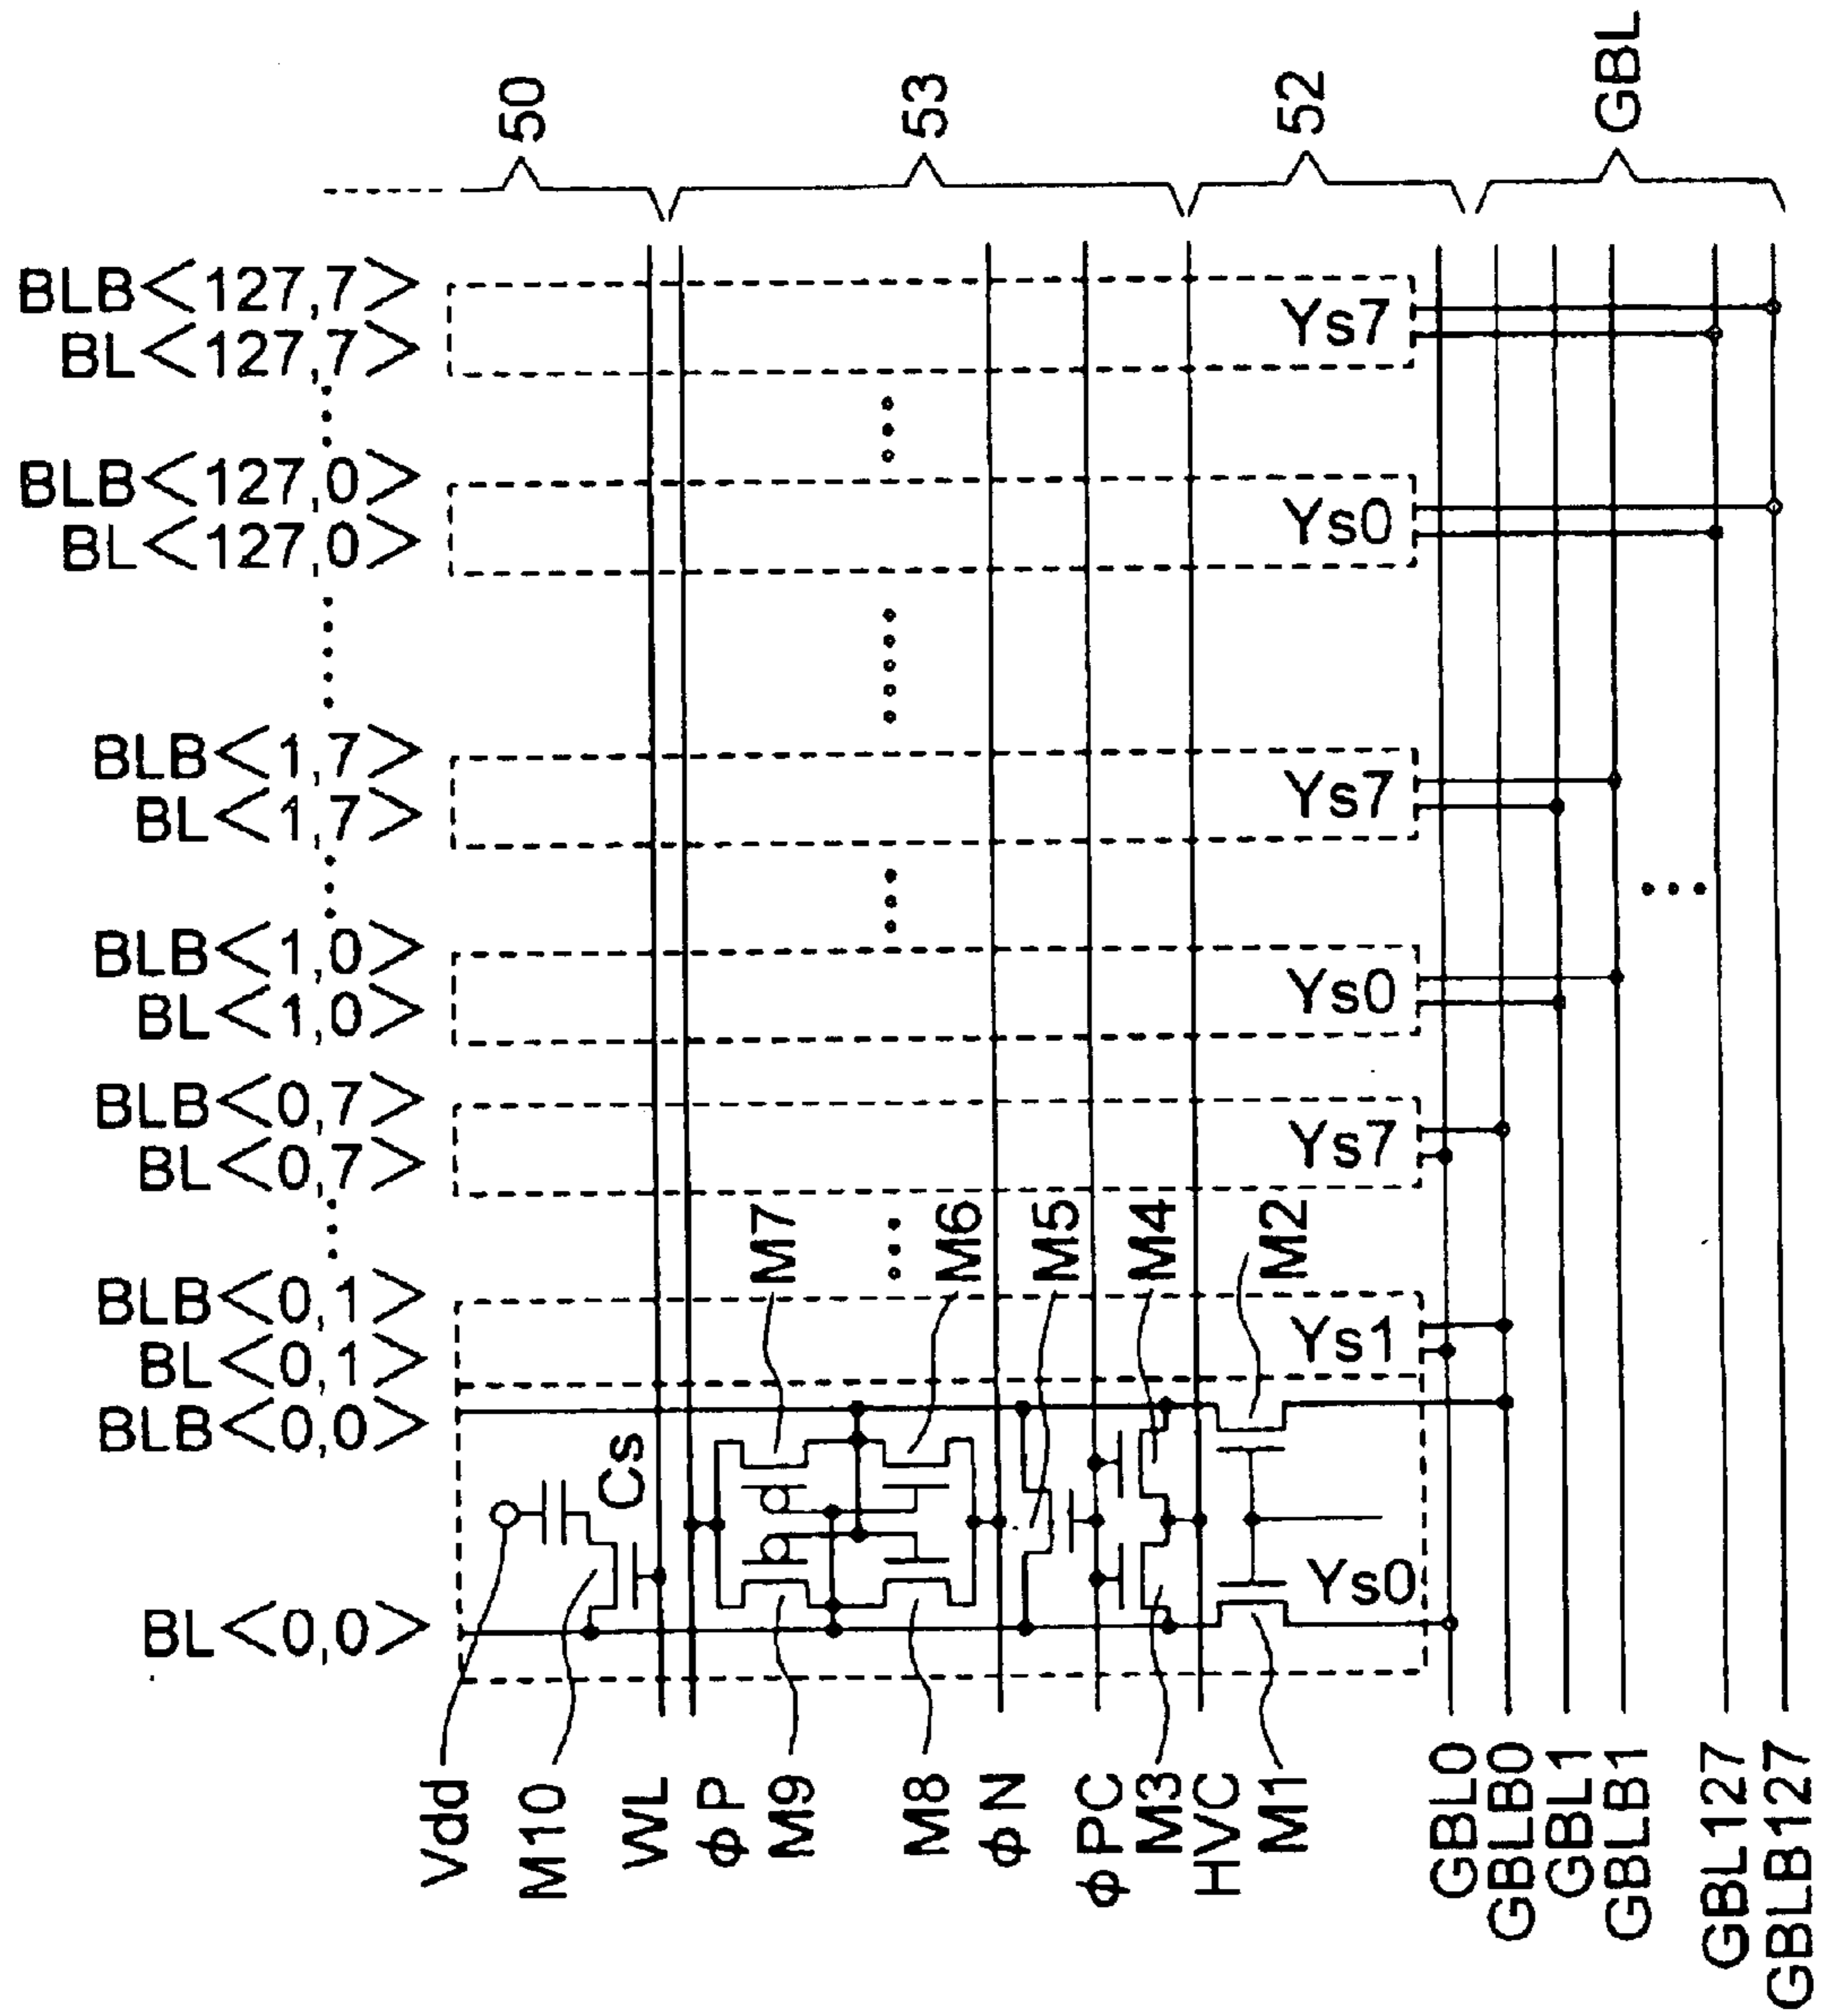 BLB<127,7>
BL<127,7>
BLB<127,0>
BL<127,0>
BLB<1,7>
BL<1,7>
BLB<1,0>
BL<1,0>
BLB<0,7>
BL<0,7>
BLB<0,1>
BL<0,1>
BLB<0,0>
BL<0,0>
50
53
52
GBL
Ys7
Ys0
Ys7
Ys0
Ys7
Ys1
Ys0
M7
M6
M5
M4
M2
Cs
Vdd
M10
WL
ϕP
M9
M8
ϕN
ϕPC
M3
HVC
M1
GBL0
GBLB0
GBL1
GBLB1
GBL127
GBLB127